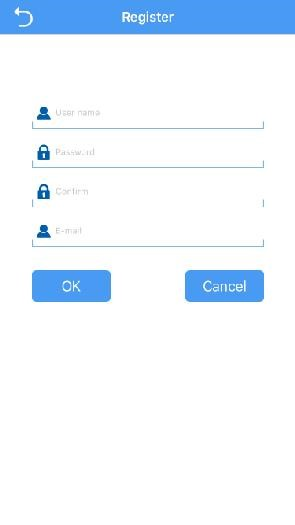 Register
User name
Password
Confirm
E-mail
OK
Cancel